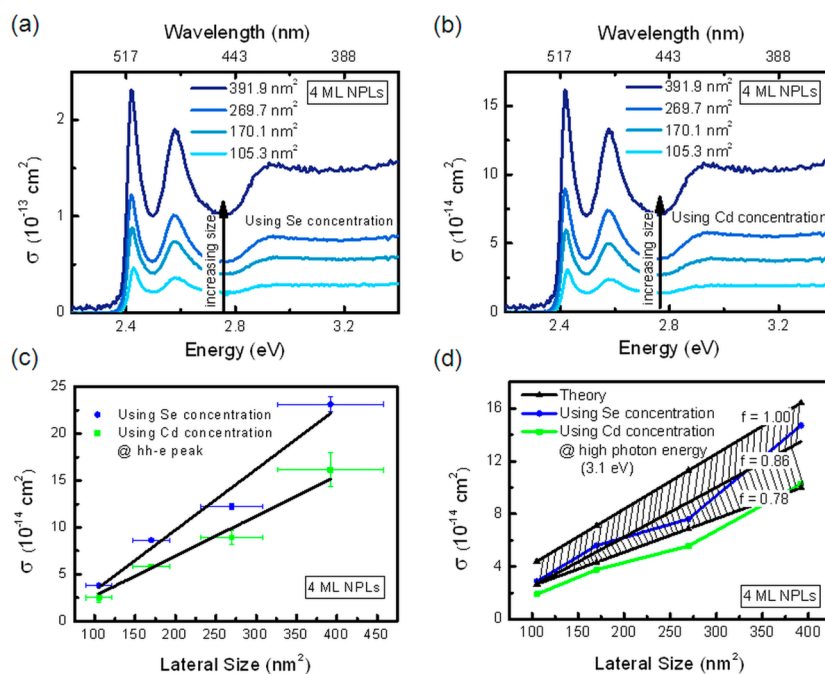 (a)
Wavelength (nm)
517 443 388
391.9 nm²
269.7 nm²
170.1 nm²
105.3 nm²
4 ML NPLs
increasing size
Using Se concentration
σ (10⁻¹³ cm²)
2
1
0
2.4 2.8 3.2
Energy (eV)
(b)
Wavelength (nm)
517 443 388
391.9 nm²
269.7 nm²
170.1 nm²
105.3 nm²
4 ML NPLs
increasing size
Using Cd concentration
σ (10⁻¹⁴ cm²)
15
10
5
0
2.4 2.8 3.2
Energy (eV)
(c)
Using Se concentration
Using Cd concentration
@ hh-e peak
4 ML NPLs
σ (10⁻¹⁴ cm²)
25
20
15
10
5
0
100 150 200 250 300 350 400 450
Lateral Size (nm²)
(d)
Theory
Using Se concentration
Using Cd concentration
@ high photon energy
(3.1 eV)
f = 1.00
f = 0.86
f = 0.78
4 ML NPLs
σ (10⁻¹⁴ cm²)
16
12
8
4
0
100 150 200 250 300 350 400
Lateral Size (nm²)